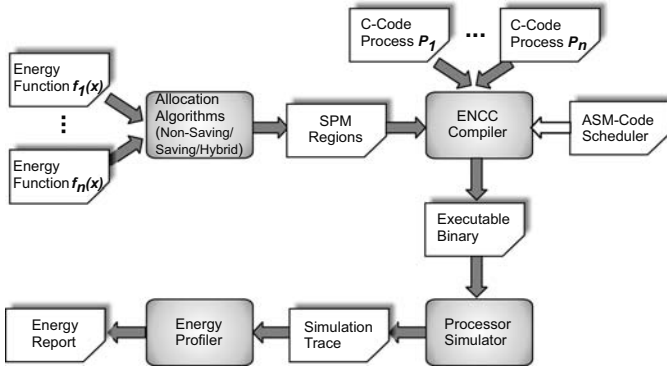 C-Code
Process P1
...
C-Code
Process Pn
Energy
Function f1(x)
...
Energy
Function fn(x)
Allocation
Algorithms
(Non-Saving/
Saving/Hybrid)
SPM
Regions
ENCC
Compiler
ASM-Code
Scheduler
Executable
Binary
Energy
Report
Energy
Profiler
Simulation
Trace
Processor
Simulator